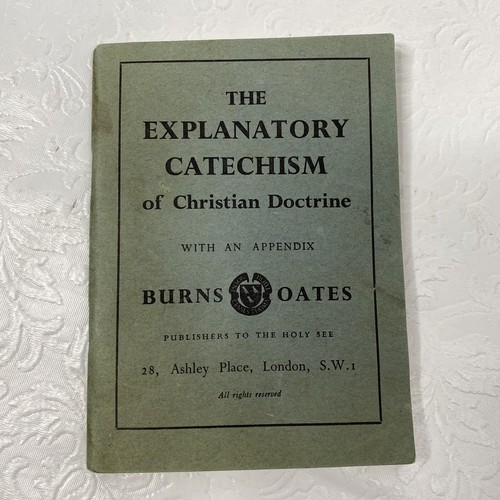 THE
EXPLANATORY
CATECHISM
of Christian Doctrine
WITH AN APPENDIX
BURNS OATES
PUBLISHERS TO THE HOLY SEE
28, Ashley Place, London, S.W.1
All rights reserved